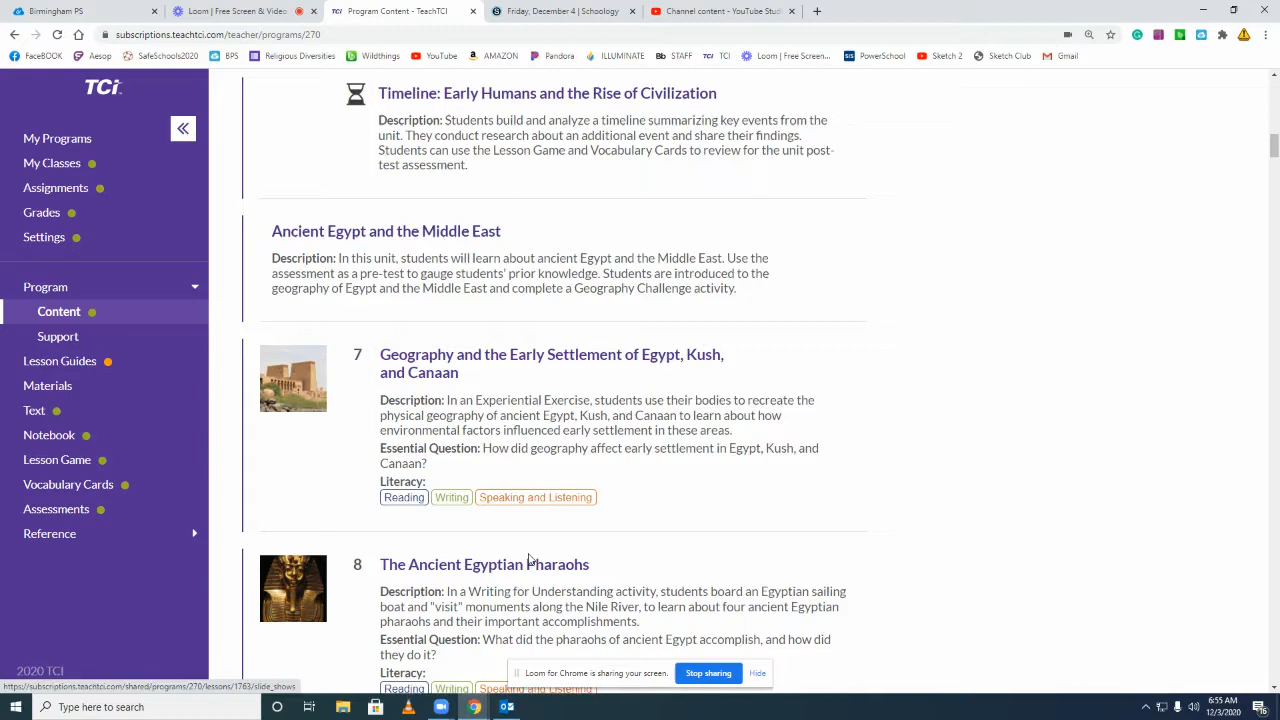 Birmingham PS
Loom | Free Screen & Vide
Program - TCI
Friday, December 4 | Schoology
YouTube channel content - YouTube Studi
subscriptions.teachtci.com/teacher/programs/270
FaceBOOK
Aesop
SafeSchools2020
BPS
Religious Diversities
Wildthings
YouTube
AMAZON
Pandora
ILLUMINATE
BB STAFF
TCI TCI
Loom | Free Screen...
SIS PowerSchool
Sketch 2
Sketch Club
Gmail
TCi
My Programs
My Classes
Assignments
Grades
Settings
Program
Content
Support
Lesson Guides
Materials
Text
Notebook
Lesson Game
Vocabulary Cards
Assessments
Reference
2020 TCI
Timeline: Early Humans and the Rise of Civilization
Description: Students build and analyze a timeline summarizing key events from the
unit. They conduct research about an additional event and share their findings.
Students can use the Lesson Game and Vocabulary Cards to review for the unit post-
test assessment.
Ancient Egypt and the Middle East
Description: In this unit, students will learn about ancient Egypt and the Middle East. Use the
assessment as a pre-test to gauge students' prior knowledge. Students are introduced to the
geography of Egypt and the Middle East and complete a Geography Challenge activity.
7 Geography and the Early Settlement of Egypt, Kush,
and Canaan
Description: In an Experiential Exercise, students use their bodies to recreate the
physical geography of ancient Egypt, Kush, and Canaan to learn about how
environmental factors influenced early settlement in these areas.
Essential Question: How did geography affect early settlement in Egypt, Kush, and
Canaan?
Literacy:
Reading Writing Speaking and Listening
8 The Ancient Egyptian Pharaohs
Description: In a Writing for Understanding activity, students board an Egyptian sailing
boat and "visit" monuments along the Nile River, to learn about four ancient Egyptian
pharaohs and their important accomplishments.
Essential Question: What did the pharaohs of ancient Egypt accomplish, and how did
they do it?
Literacy:
Reading Writing Speaking and Listening
Loom for Chrome is sharing your screen.
Stop sharing
Hide
https://subscriptions.teachtci.com/shared/programs/270/lessons/1763/slide_shows
Type here to search
6:55 AM
12/3/2020